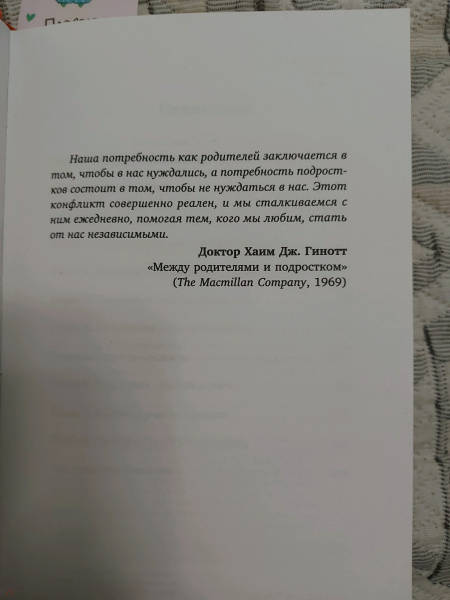 Наша потребность как родителей заключается в
том, чтобы в нас нуждались, а потребность подрост-
ков состоит в том, чтобы не нуждаться в нас. Этот
конфликт совершенно реален, и мы сталкиваемся с
ним ежедневно, помогая тем, кого мы любим, стать
от нас независимыми.
Доктор Хаим Дж. Гинотт
«Между родителями и подростком»
(The Macmillan Company, 1969)